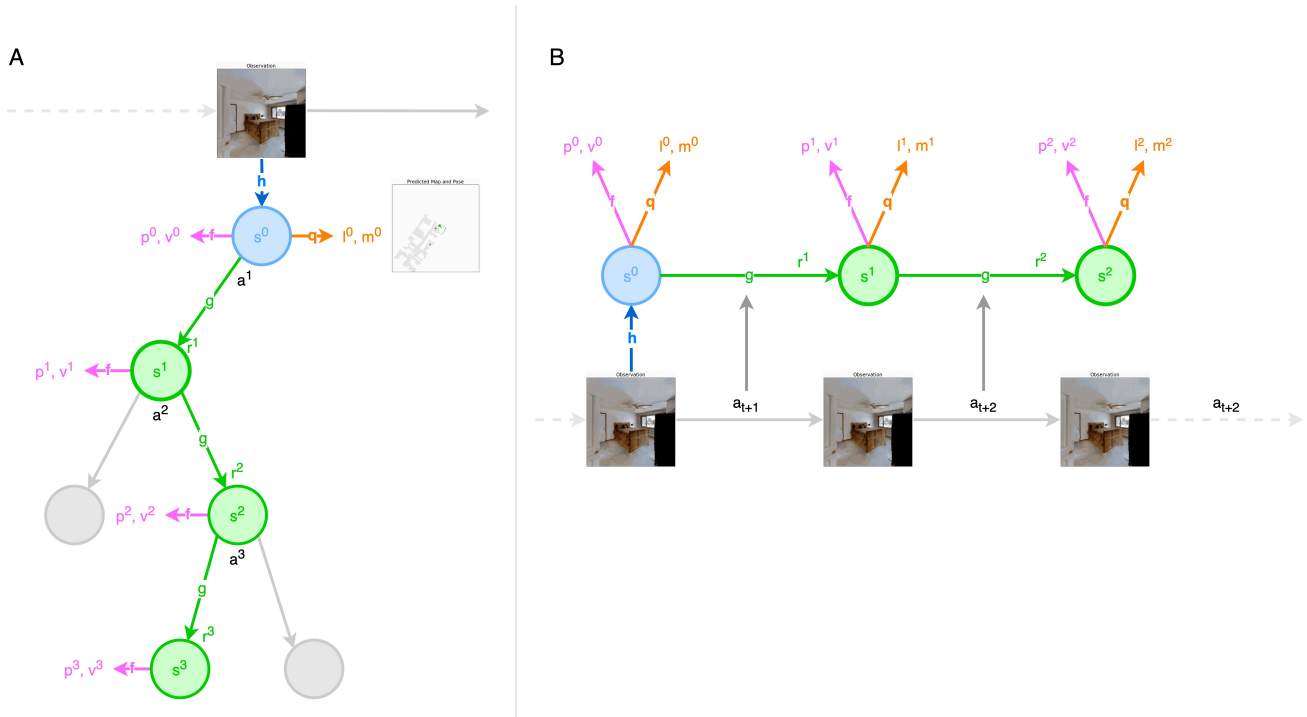 A
Observation
h
p⁰, v⁰
f
s⁰
q
l⁰, m⁰
Predicted Map and Pose
a¹
g
r¹
p¹, v¹
f
s¹
a²
g
r²
p², v²
f
s²
a³
g
r³
p³, v³
f
s³
B
p⁰, v⁰
l⁰, m⁰
p¹, v¹
l¹, m¹
p², v²
l², m²
f
q
f
q
f
q
s⁰
g
r¹
s¹
g
r²
s²
h
Observation
Observation
Observation
aₜ₊₁
aₜ₊₂
aₜ₊₂